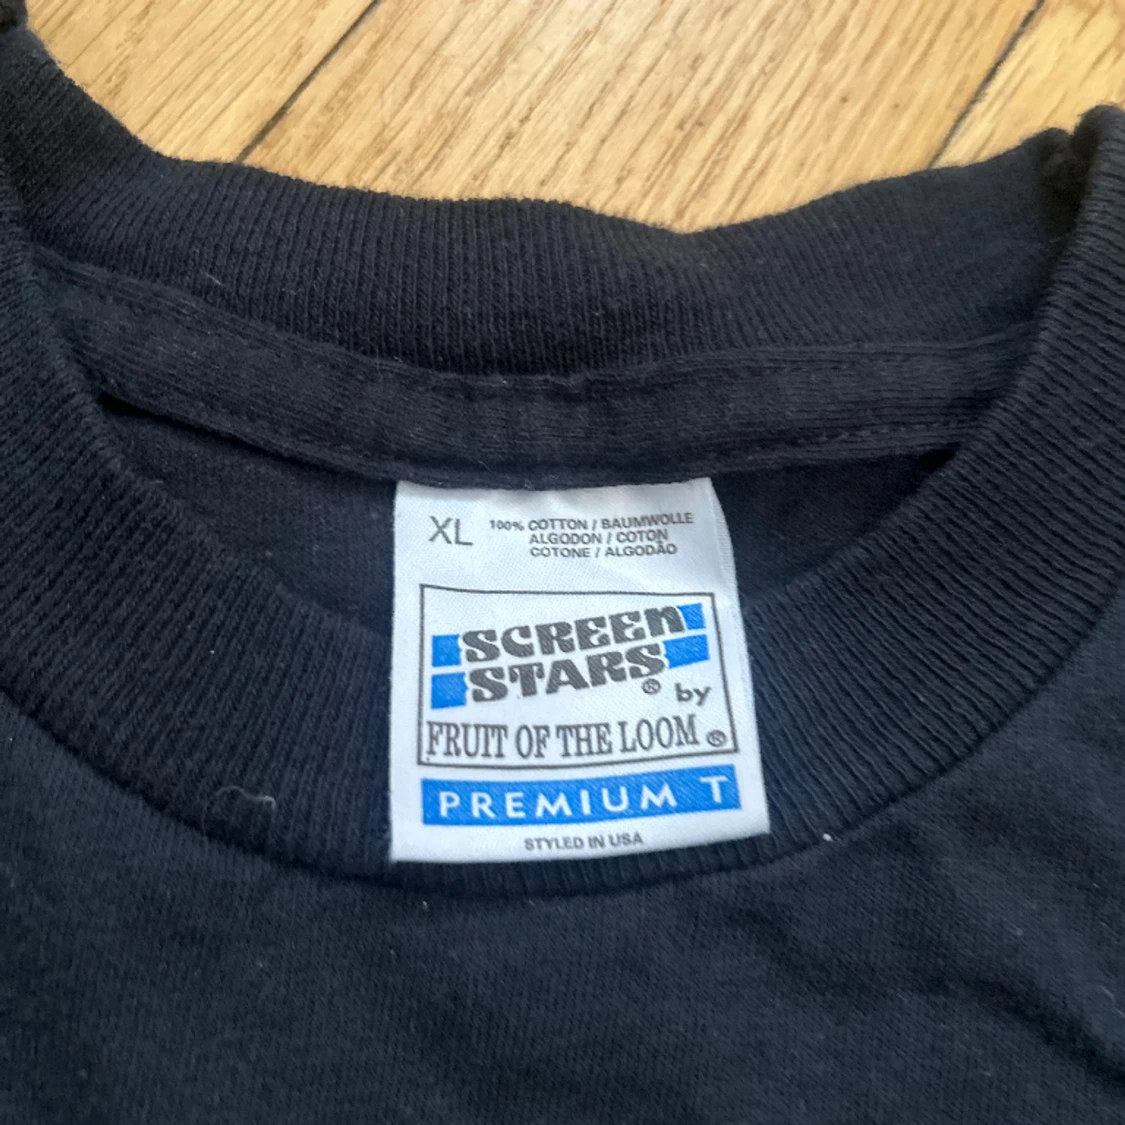 XL 100% COTTON / BAUMWOLLE
ALGODON / COTON
COTONE / ALGODÃO
SCREEN
STARS® by
FRUIT OF THE LOOM®
PREMIUM T
STYLED IN USA